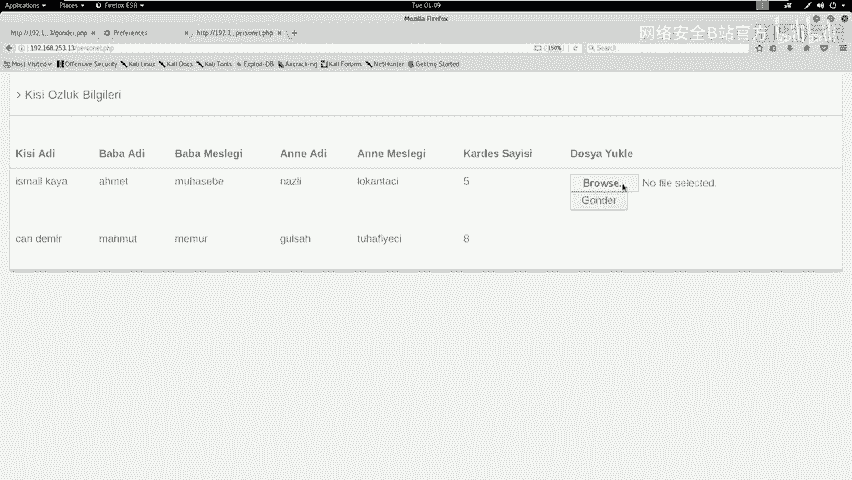 Applications Places Firefox ESR Tue 01:09
Mozilla Firefox
http://192.1...3/gonder.php × Preferences × http://192.1...personel.php ×
192.168.253.13/personel.php 150% Search
Most Visited Offensive Security Kali Linux Kali Docs Kali Tools Exploit-DB Aircrack-ng Kali Forums NetHunter Getting Started
网络安全B站官方 bilibili
> Kisi Ozluk Bilgileri
Kisi Adi Baba Adi Baba Meslegi Anne Adi Anne Meslegi Kardes Sayisi Dosya Yukle
ismail kaya ahmet muhasebe nazli lokantaci 5 Browse... No file selected.
Gonder
can demir mahmut memur gulsah tuhafiyeci 8